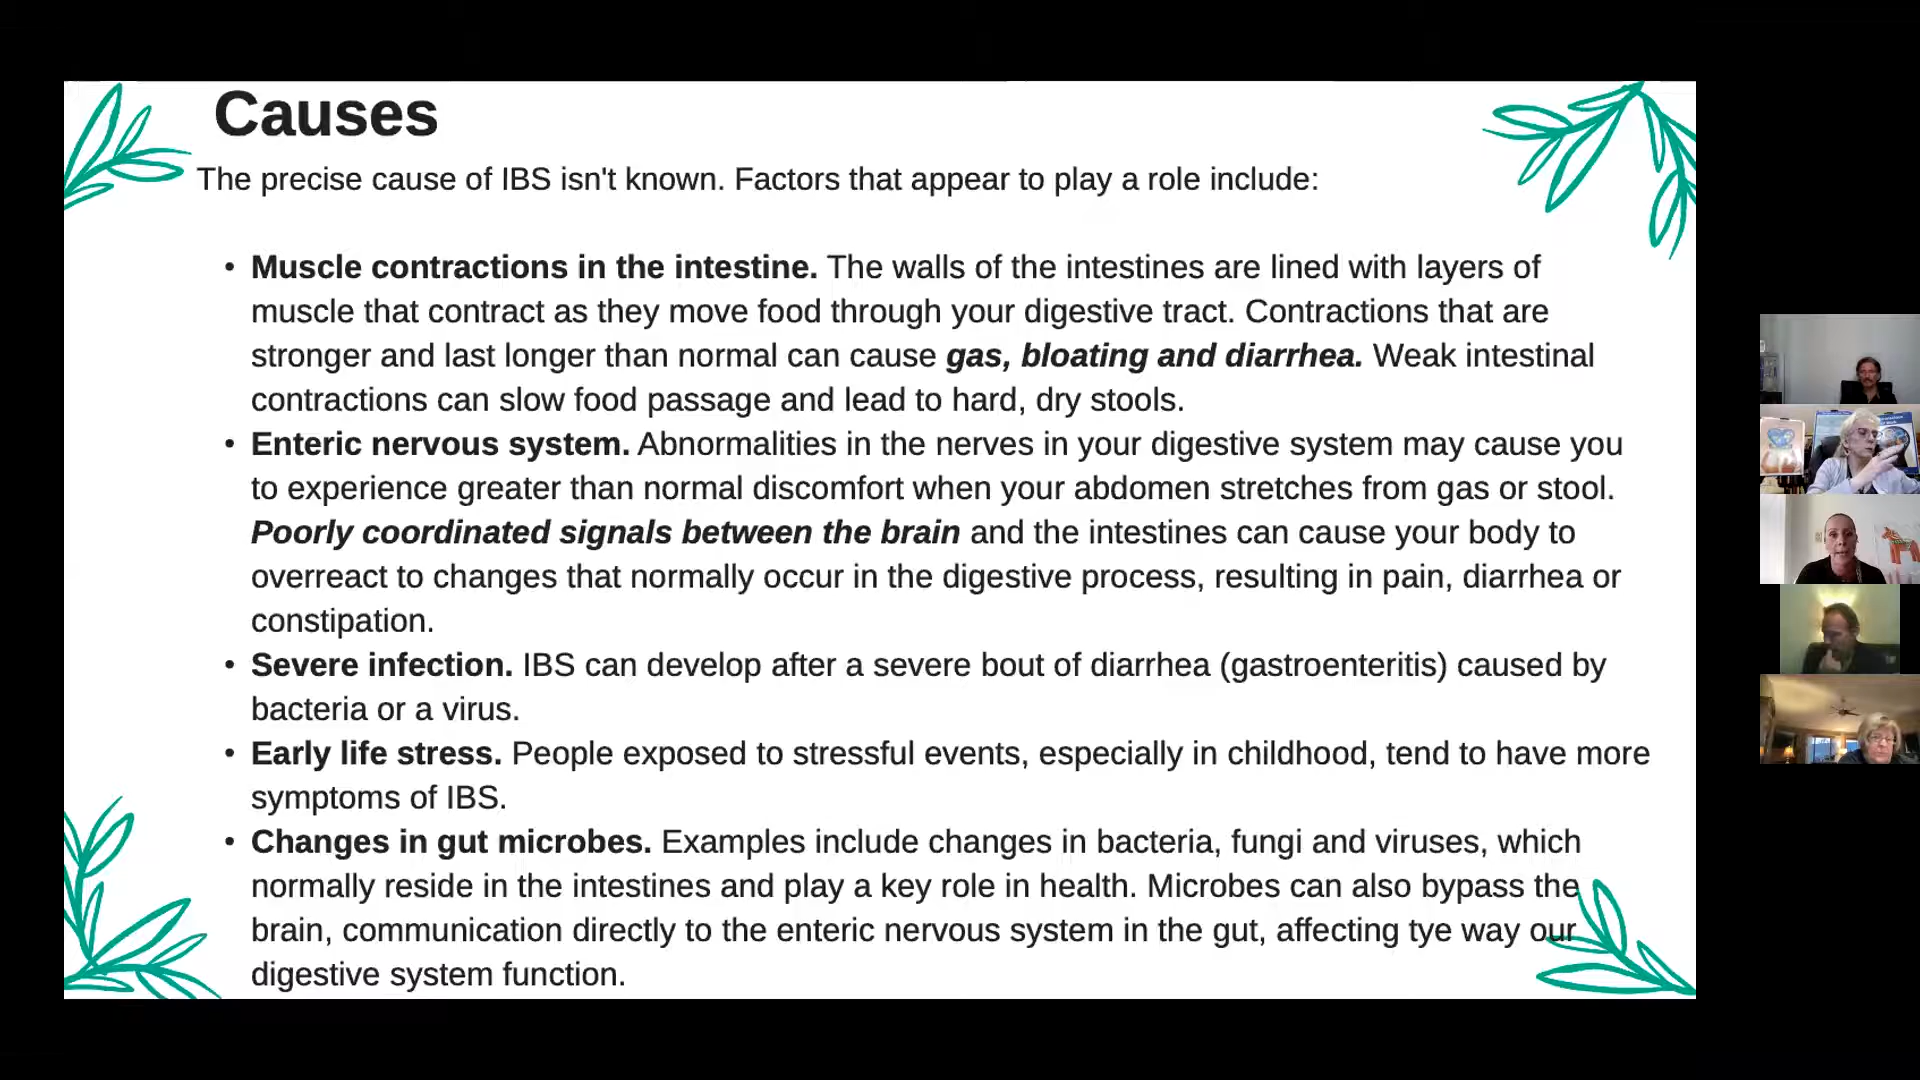 Causes
The precise cause of IBS isn't known. Factors that appear to play a role include:
• Muscle contractions in the intestine. The walls of the intestines are lined with layers of
muscle that contract as they move food through your digestive tract. Contractions that are
stronger and last longer than normal can cause gas, bloating and diarrhea. Weak intestinal
contractions can slow food passage and lead to hard, dry stools.
• Enteric nervous system. Abnormalities in the nerves in your digestive system may cause you
to experience greater than normal discomfort when your abdomen stretches from gas or stool.
Poorly coordinated signals between the brain and the intestines can cause your body to
overreact to changes that normally occur in the digestive process, resulting in pain, diarrhea or
constipation.
• Severe infection. IBS can develop after a severe bout of diarrhea (gastroenteritis) caused by
bacteria or a virus.
• Early life stress. People exposed to stressful events, especially in childhood, tend to have more
symptoms of IBS.
• Changes in gut microbes. Examples include changes in bacteria, fungi and viruses, which
normally reside in the intestines and play a key role in health. Microbes can also bypass the
brain, communication directly to the enteric nervous system in the gut, affecting tye way our
digestive system function.